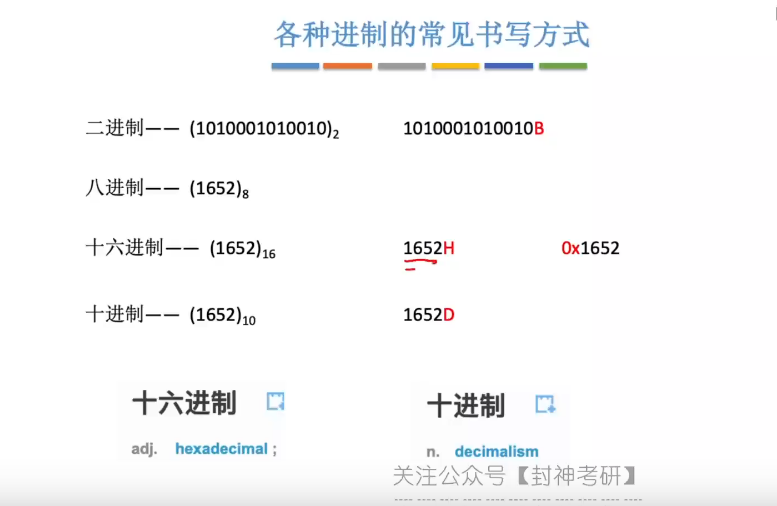 各种进制的常见书写方式
二进制—— (1010001010010)₂ 1010001010010B
八进制—— (1652)₈
十六进制—— (1652)₁₆ 1652H 0x1652
十进制—— (1652)₁₀ 1652D
十六进制 十进制
adj. hexadecimal ; n. decimalism
关注公众号【封神考研】